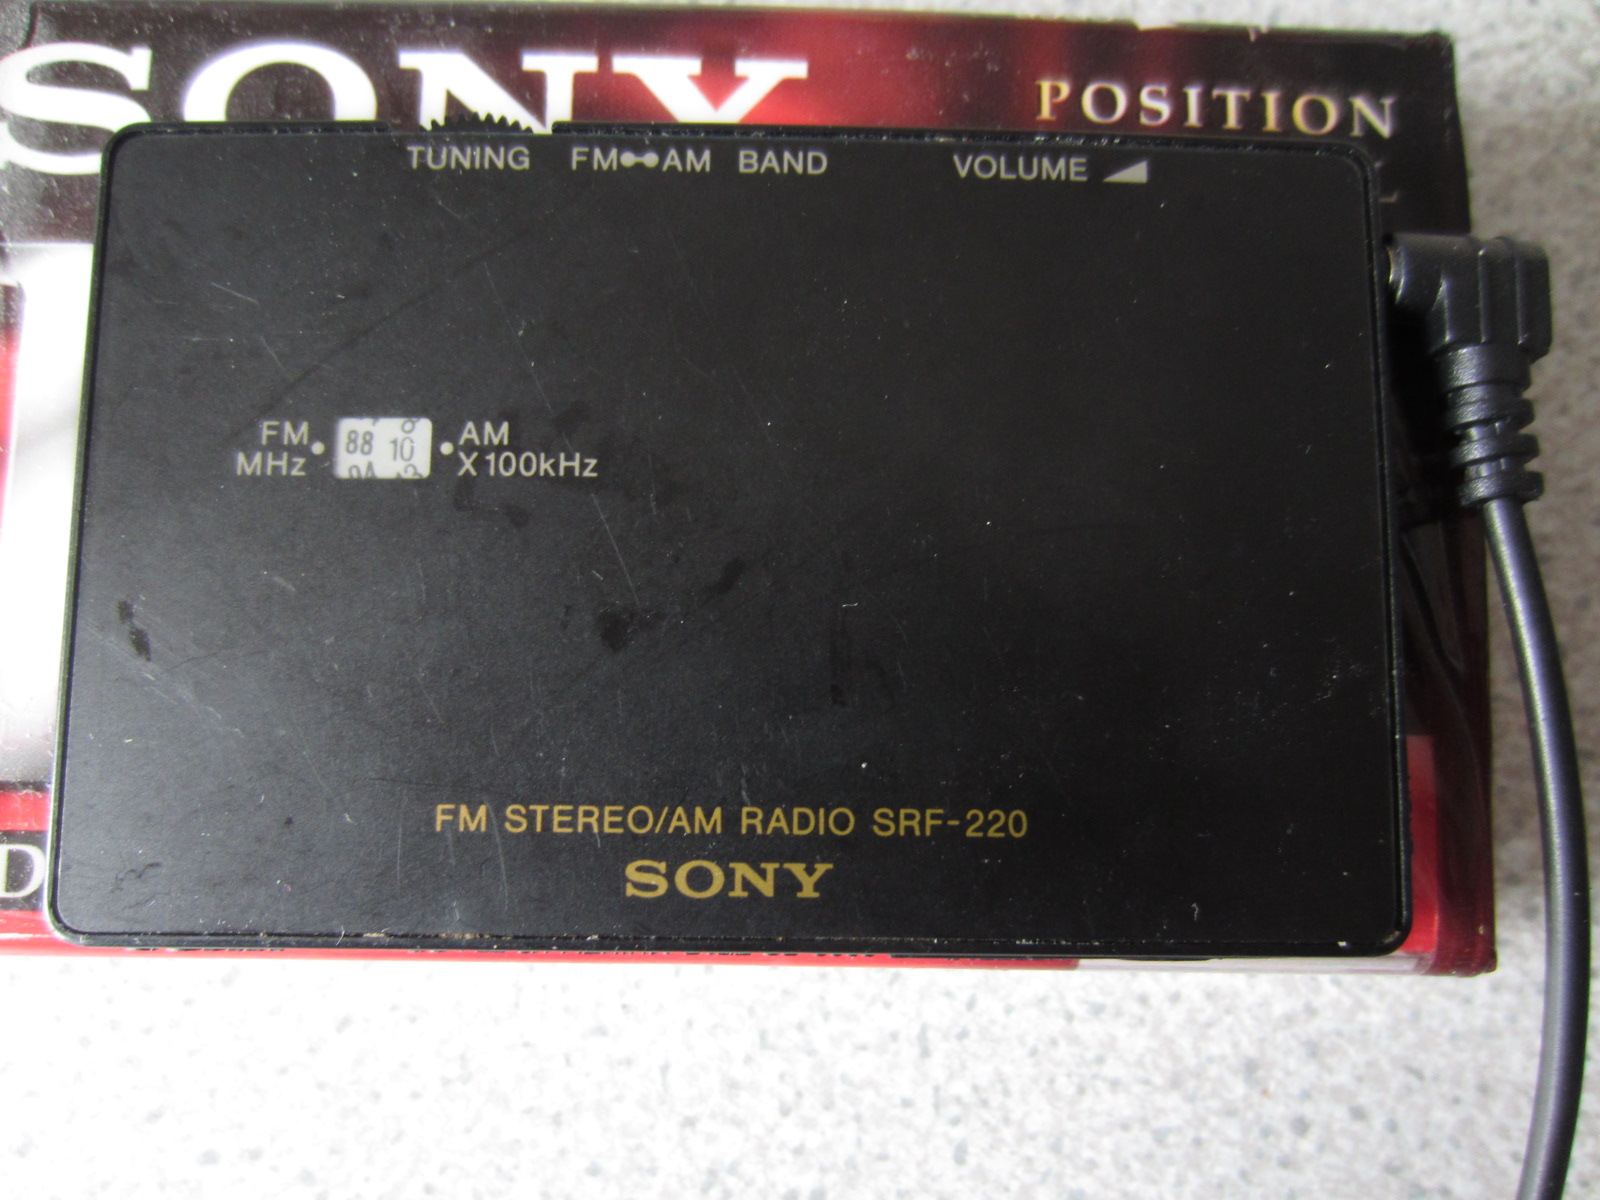 SONY
POSITION
TUNING FM AM BAND VOLUME
FM MHz
88 10
AM X100kHz
FM STEREO/AM RADIO SRF-220
SONY